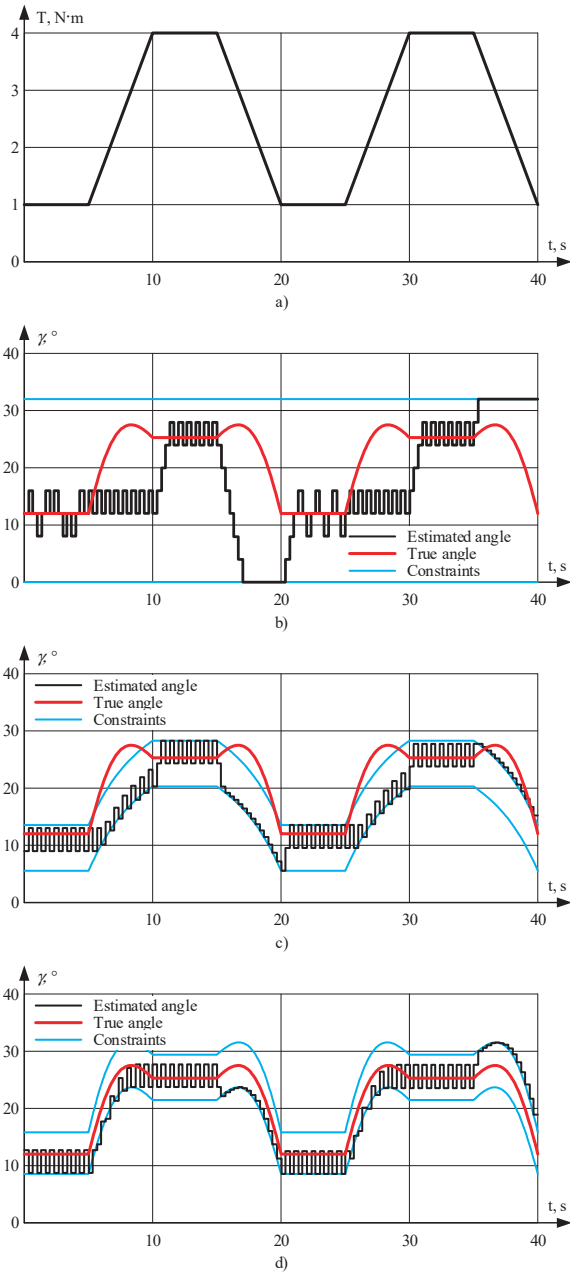 T, N·m
4
3
2
1
0
10 20 30 40
t, s
a)
γ, °
40
30
20
10
0
Estimated angle
True angle
Constraints
10 20 30 40
t, s
b)
γ, °
40
30
20
10
0
Estimated angle
True angle
Constraints
10 20 30 40
t, s
c)
γ, °
40
30
20
10
0
Estimated angle
True angle
Constraints
10 20 30 40
t, s
d)